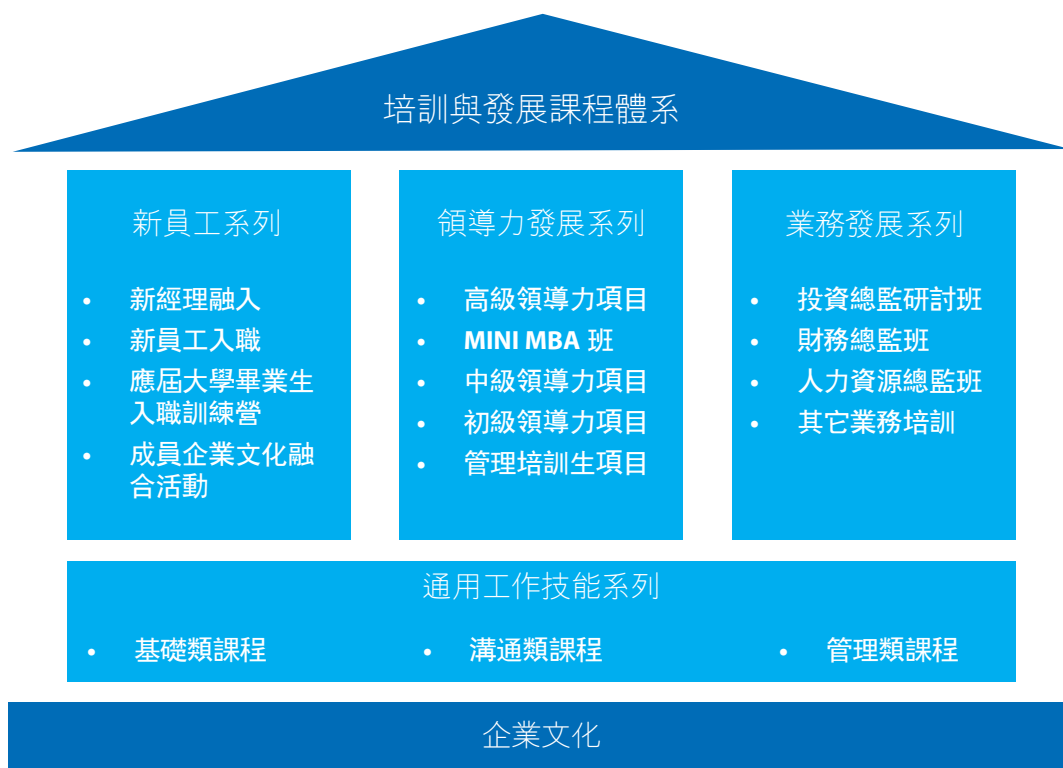 培訓與發展課程體系
新員工系列
• 新經理融入
• 新員工入職
• 應屆大學畢業生
入職訓練營
• 成員企業文化融
合活動
領導力發展系列
• 高級領導力項目
• MINI MBA 班
• 中級領導力項目
• 初級領導力項目
• 管理培訓生項目
業務發展系列
• 投資總監研討班
• 財務總監班
• 人力資源總監班
• 其它業務培訓
通用工作技能系列
• 基礎類課程 • 溝通類課程 • 管理類課程
企業文化